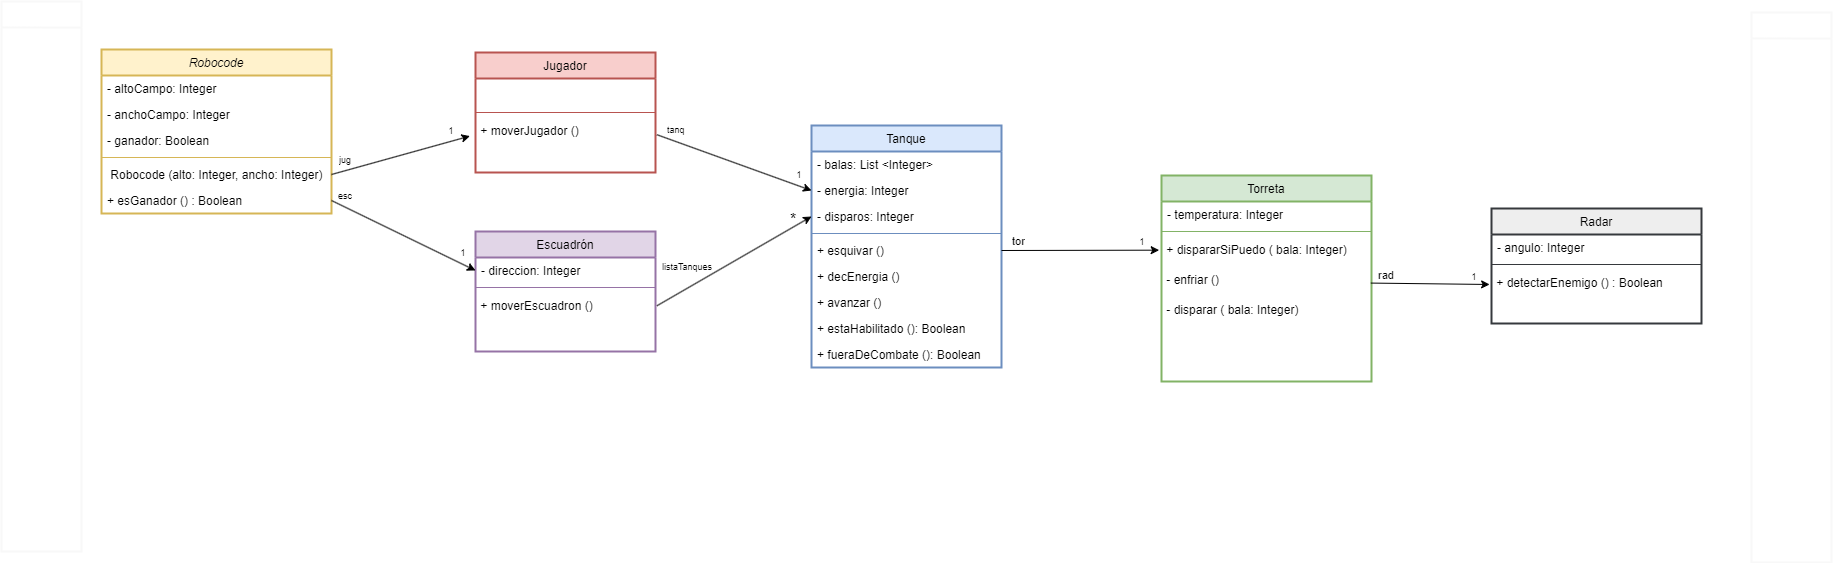 Robocode
- altoCampo: Integer
- anchoCampo: Integer
- ganador: Boolean
Robocode (alto: Integer, ancho: Integer)
+ esGanador () : Boolean
jug
1
esc
1
Jugador
+ moverJugador ()
tanq
1
Escuadrón
- direccion: Integer
+ moverEscuadron ()
listaTanques
*
Tanque
- balas: List <Integer>
- energia: Integer
- disparos: Integer
+ esquivar ()
+ decEnergia ()
+ avanzar ()
+ estaHabilitado (): Boolean
+ fueraDeCombate (): Boolean
tor
1
Torreta
- temperatura: Integer
+ dispararSiPuedo ( bala: Integer)
- enfriar ()
- disparar ( bala: Integer)
rad
1
Radar
- angulo: Integer
+ detectarEnemigo () : Boolean